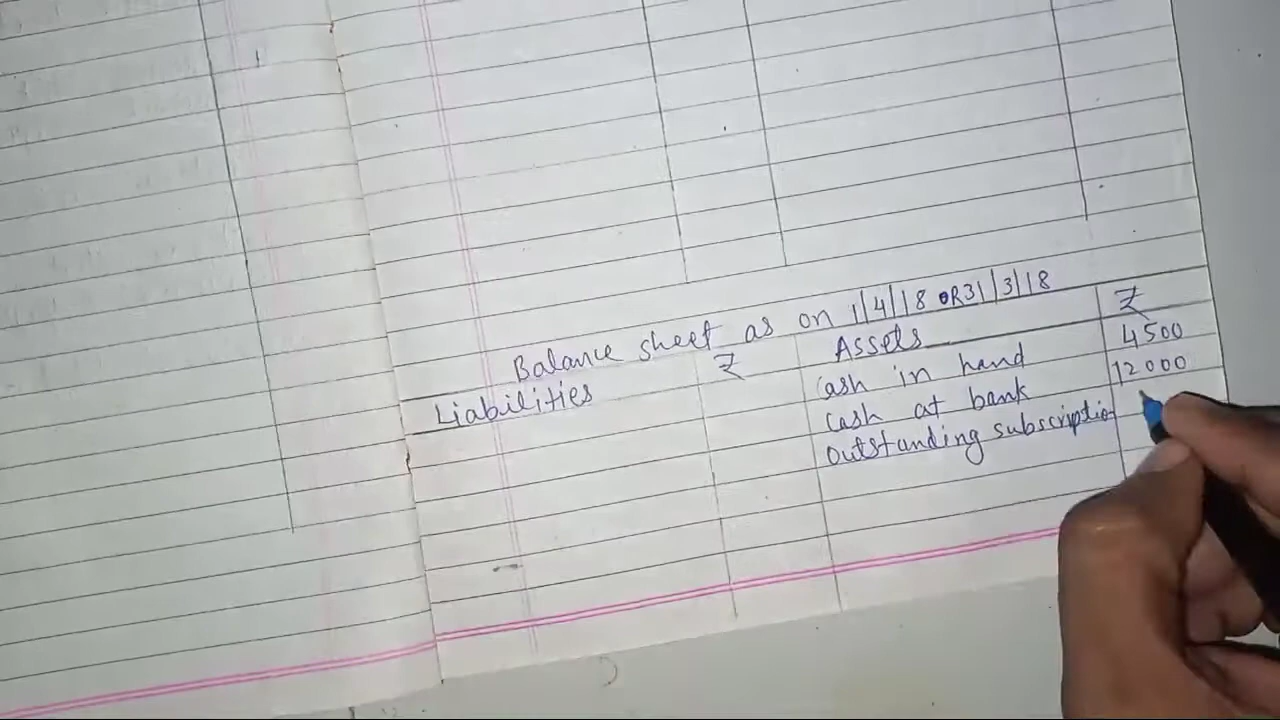 Balance sheet as on 1/4/18 OR 31/3/18
Liabilities ₹ Assets ₹
Cash in hand 4500
Cash at bank 12000
Outstanding subscription